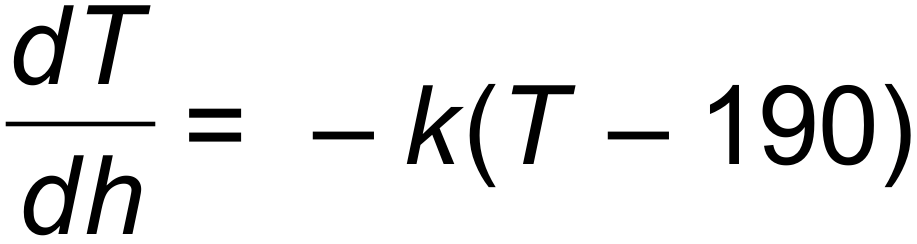 dT/dh = – k(T – 190)